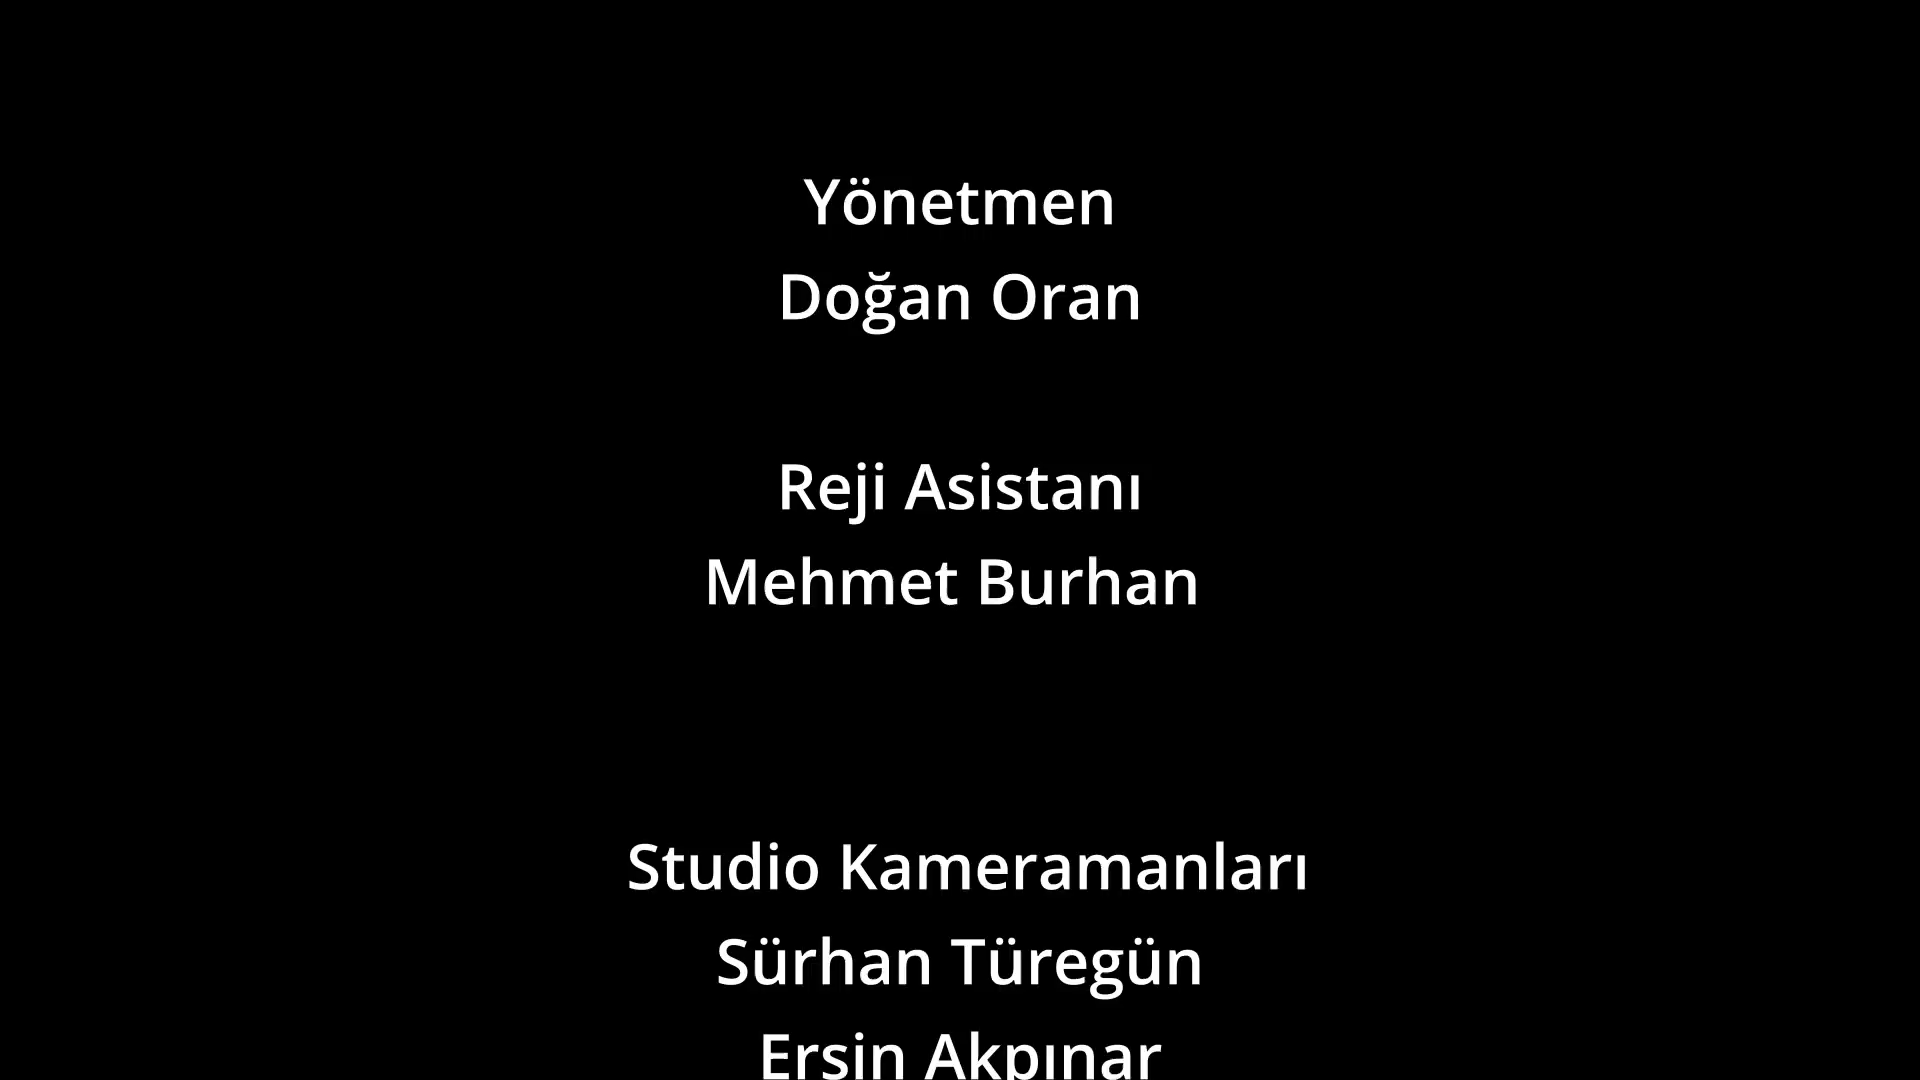 Yönetmen
Doğan Oran
Reji Asistanı
Mehmet Burhan
Studio Kameramanları
Sürhan Türegün
Ersin Akpınar